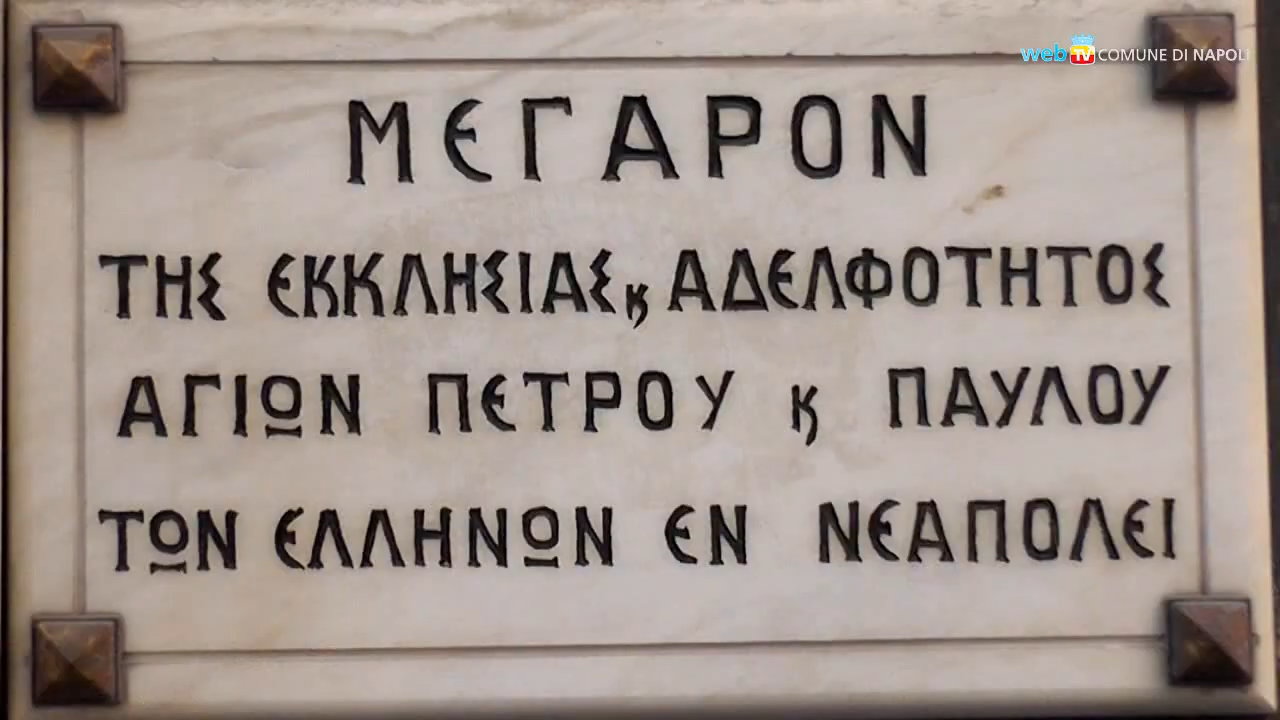 web TV COMUNE DI NAPOLI
ΜΕΓΑΡΟΝ
ΤΗΣ ΕΚΚΛΗΣΙΑΣ ϗ ΑΔΕΛΦΟΤΗΤΟΣ
ΑΓΙΩΝ ΠΕΤΡΟΥ ϗ ΠΑΥΛΟΥ
ΤΩΝ ΕΛΛΗΝΩΝ ΕΝ ΝΕΑΠΟΛΕΙ